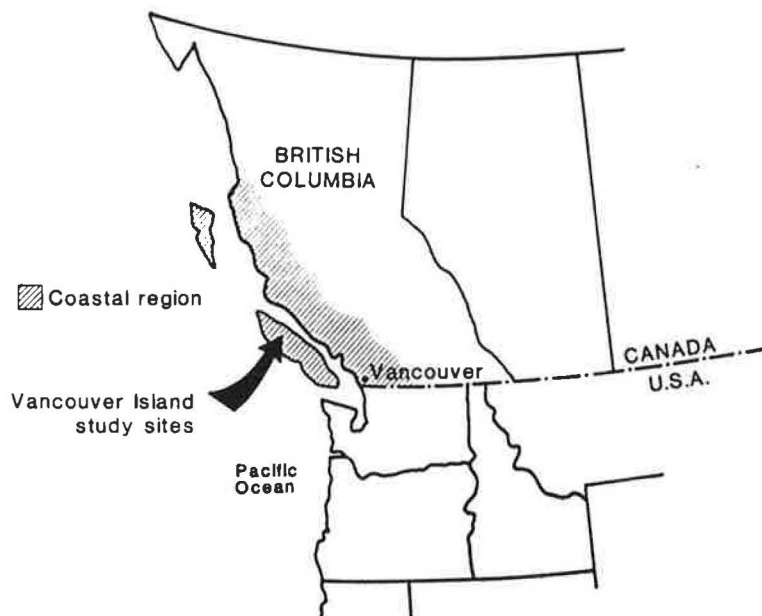 BRITISH
COLUMBIA
Coastal region
Vancouver
CANADA
U.S.A.
Vancouver Island
study sites
Pacific
Ocean